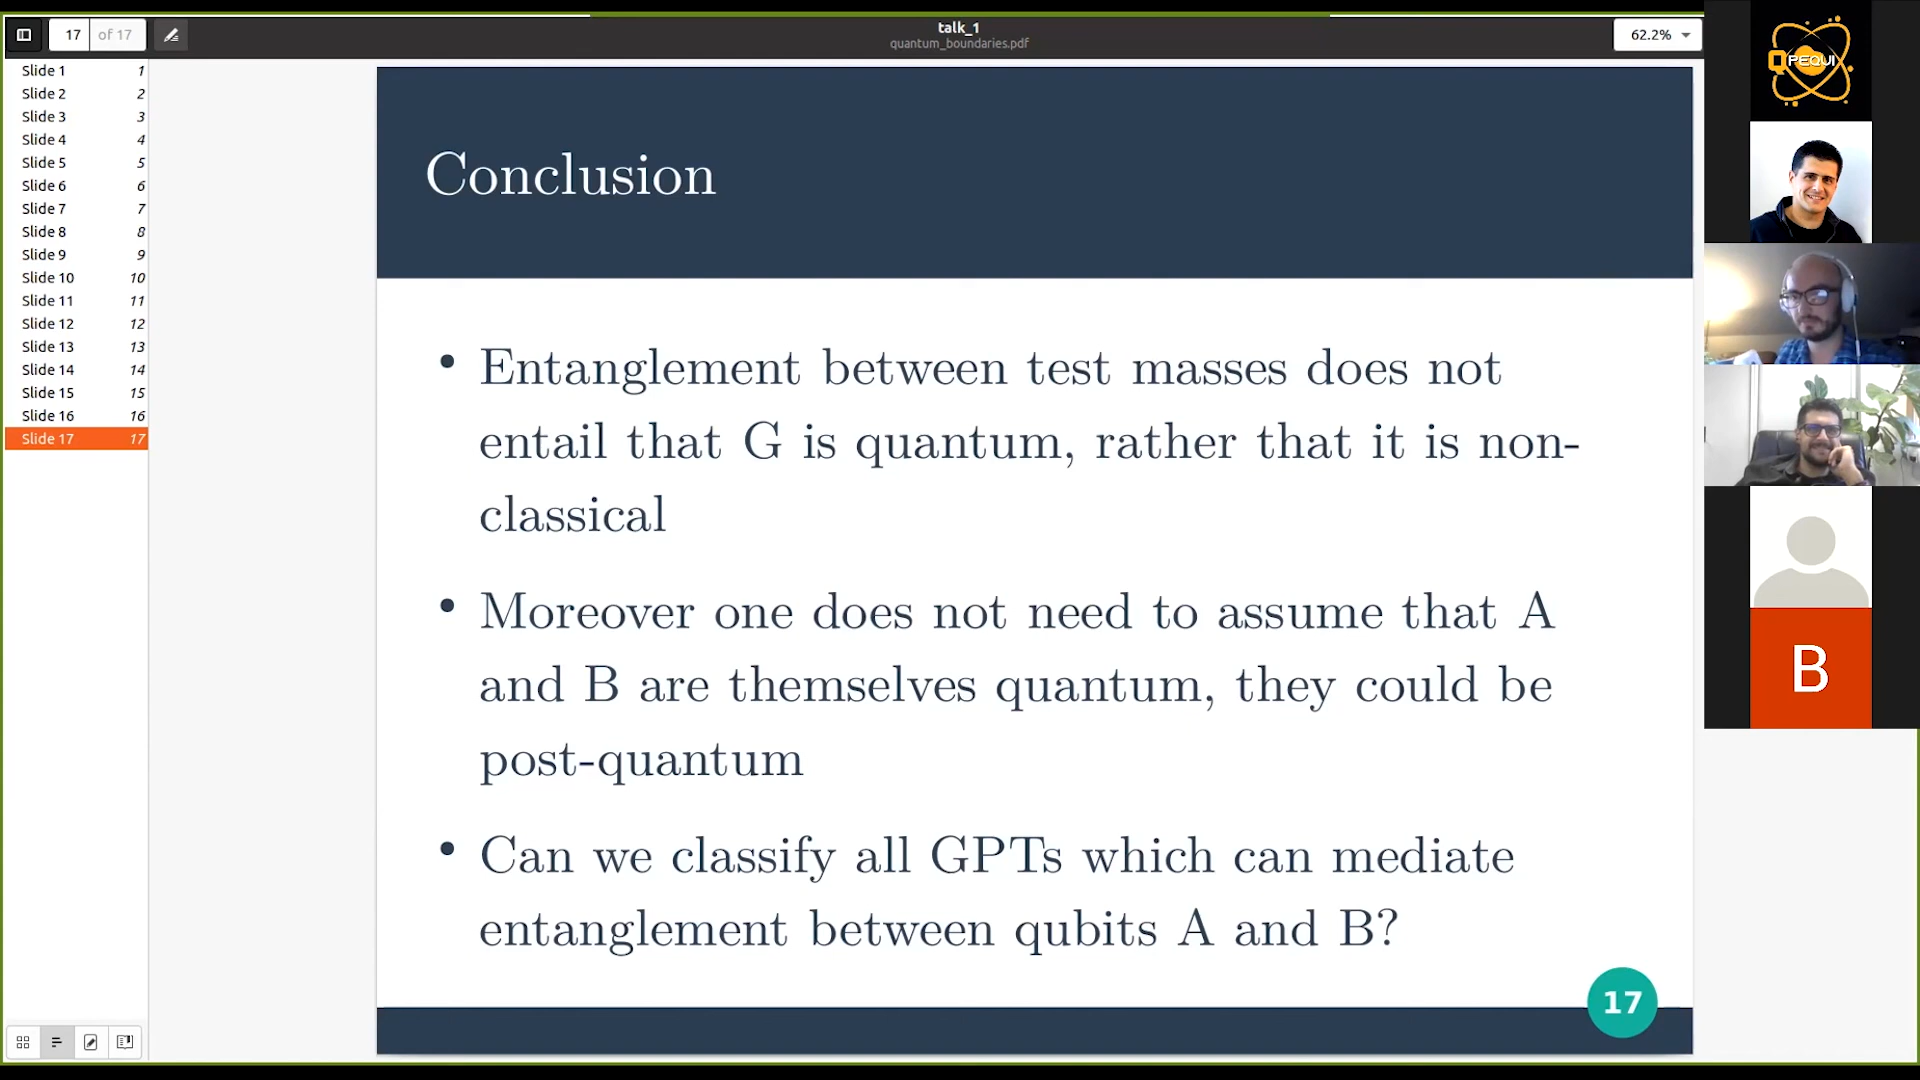 17 of 17
talk_1
quantum_boundaries.pdf
62.2%
Slide 1 1
Slide 2 2
Slide 3 3
Slide 4 4
Slide 5 5
Slide 6 6
Slide 7 7
Slide 8 8
Slide 9 9
Slide 10 10
Slide 11 11
Slide 12 12
Slide 13 13
Slide 14 14
Slide 15 15
Slide 16 16
Slide 17 17
Conclusion
• Entanglement between test masses does not
entail that G is quantum, rather that it is non-
classical
• Moreover one does not need to assume that A
and B are themselves quantum, they could be
post-quantum
• Can we classify all GPTs which can mediate
entanglement between qubits A and B?
17
QPEQUI
B